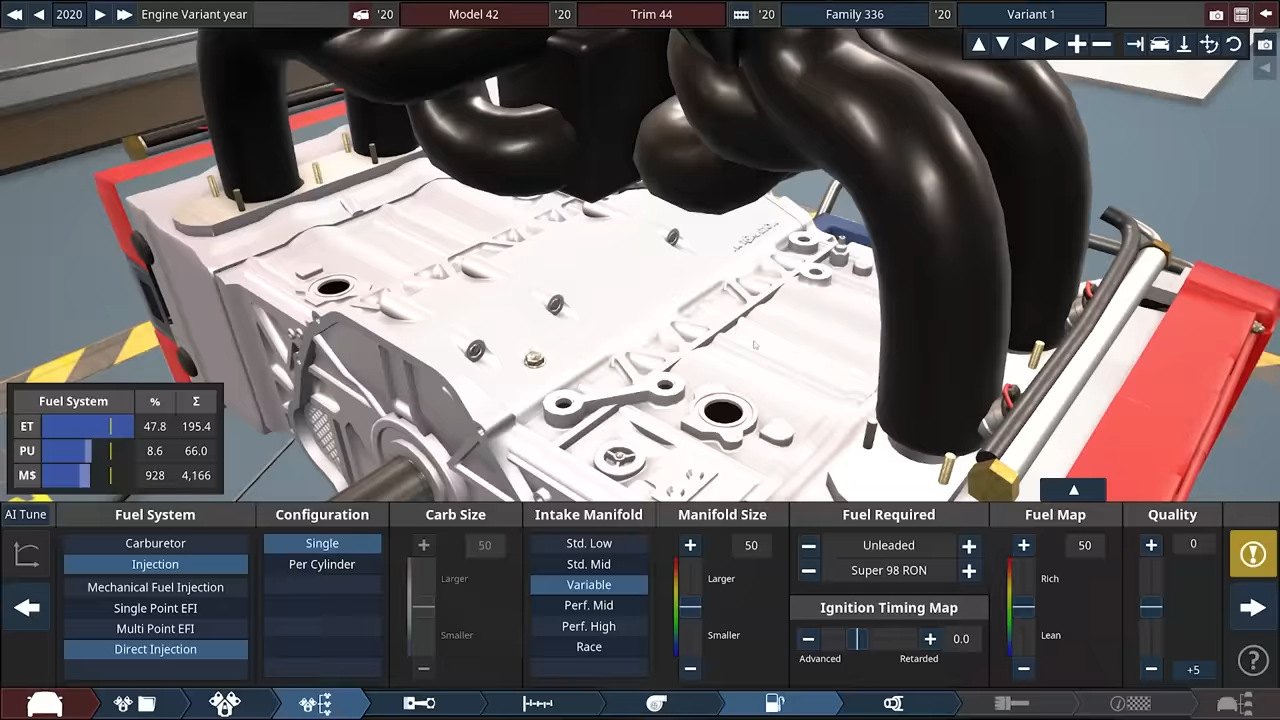 2020 Engine Variant year '20 Model 42 '20 Trim 44 '20 Family 336 '20 Variant 1
Fuel System % Σ
ET 47.8 195.4
PU 8.6 66.0
M$ 928 4,166
AI Tune
Fuel System
Carburetor
Injection
Mechanical Fuel Injection
Single Point EFI
Multi Point EFI
Direct Injection
Configuration
Single
Per Cylinder
Carb Size
50
Larger
Smaller
Intake Manifold
Std. Low
Std. Mid
Variable
Perf. Mid
Perf. High
Race
Manifold Size
50
Larger
Smaller
Fuel Required
Unleaded
Super 98 RON
Ignition Timing Map
0.0
Advanced Retarded
Fuel Map
50
Rich
Lean
Quality
0
+5